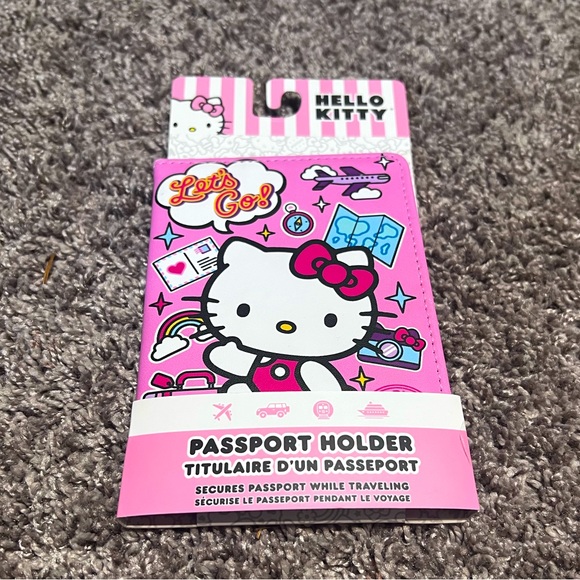 HELLO
KITTY
Let's
Go!
PASSPORT HOLDER
TITULAIRE D'UN PASSEPORT
SECURES PASSPORT WHILE TRAVELING
SÉCURISE LE PASSEPORT PENDANT LE VOYAGE